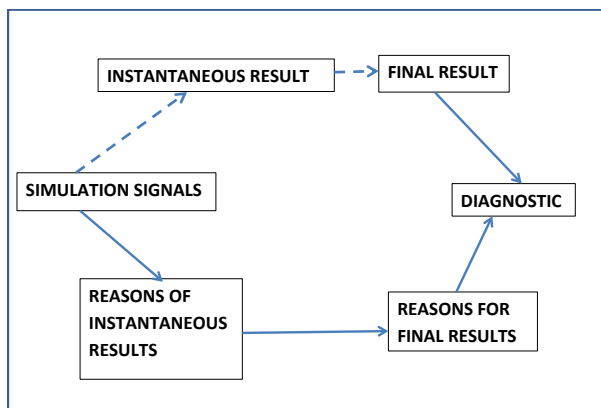 INSTANTANEOUS RESULT
FINAL RESULT
SIMULATION SIGNALS
DIAGNOSTIC
REASONS OF
INSTANTANEOUS
RESULTS
REASONS FOR
FINAL RESULTS